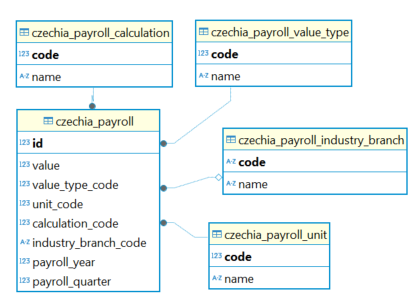 czechia_payroll_calculation
123 code
A-Z name
czechia_payroll_value_type
123 code
A-Z name
czechia_payroll
123 id
123 value
123 value_type_code
123 unit_code
123 calculation_code
A-Z industry_branch_code
123 payroll_year
123 payroll_quarter
czechia_payroll_industry_branch
A-Z code
A-Z name
czechia_payroll_unit
123 code
A-Z name